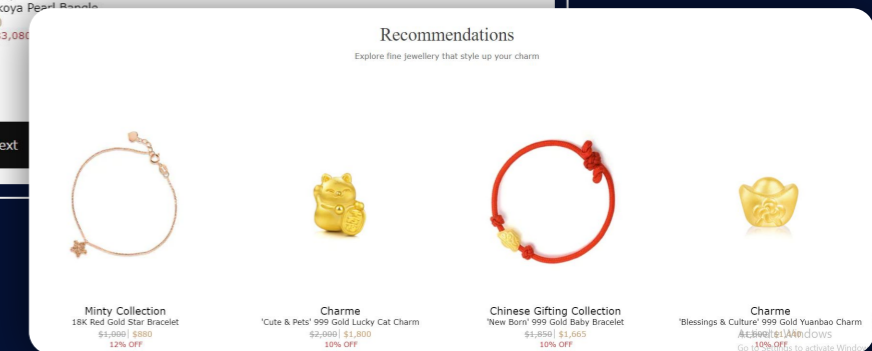 koya Pearl Bangle
$3,080
ext
Recommendations
Explore fine jewellery that style up your charm
Minty Collection
18K Red Gold Star Bracelet
$1,000 | $880
12% OFF
Charme
'Cute & Pets' 999 Gold Lucky Cat Charm
$2,000 | $1,800
10% OFF
Chinese Gifting Collection
'New Born' 999 Gold Baby Bracelet
$1,850 | $1,665
10% OFF
Charme
'Blessings & Culture' 999 Gold Yuanbao Charm
10% OFF
Activate Windows
Go to Settings to activate Window